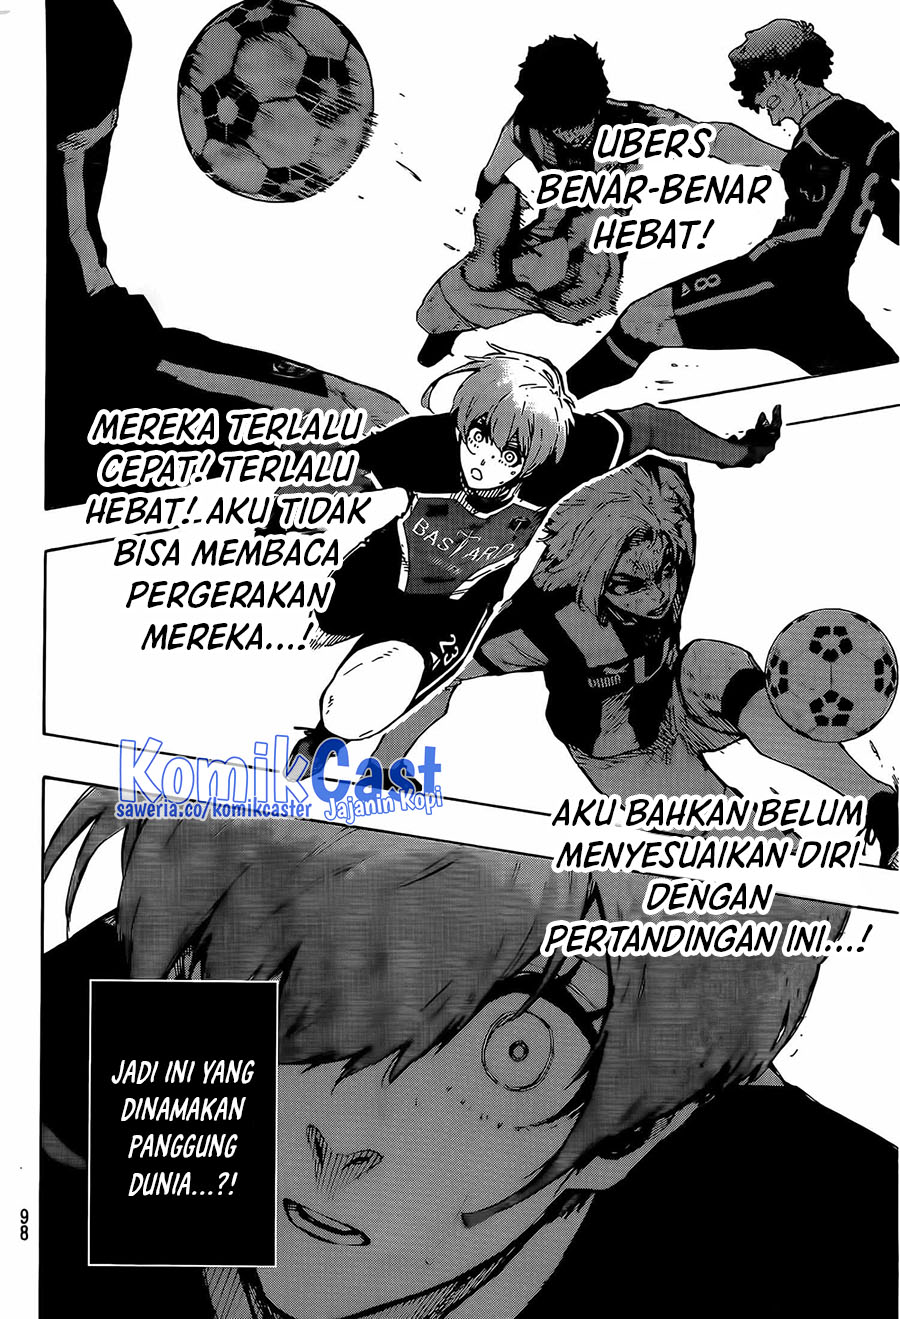 UBERS
BENAR-BENAR
HEBAT!
8
8
MEREKA TERLALU
CEPAT! TERLALU
HEBAT! AKU TIDAK
BISA MEMBACA
PERGERAKAN
MEREKA...!
BASTARD
23
KomikCast
saweria.co/komikcaster
Jajanin Kopi
AKU BAHKAN BELUM
MENYESUAIKAN DIRI
DENGAN
PERTANDINGAN INI...!
JADI INI YANG
DINAMAKAN
PANGGUNG
DUNIA...?!
98